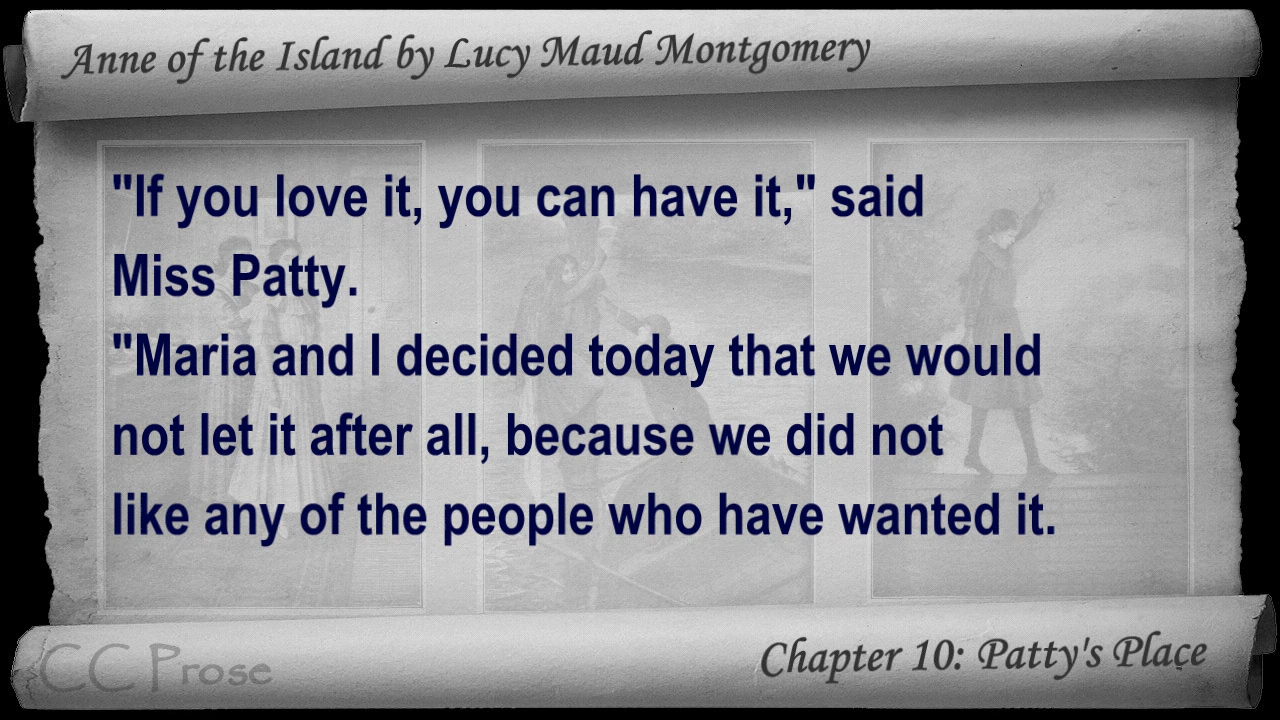 Anne of the Island by Lucy Maud Montgomery
"If you love it, you can have it," said
Miss Patty.
"Maria and I decided today that we would
not let it after all, because we did not
like any of the people who have wanted it.
CC Prose
Chapter 10: Patty's Place